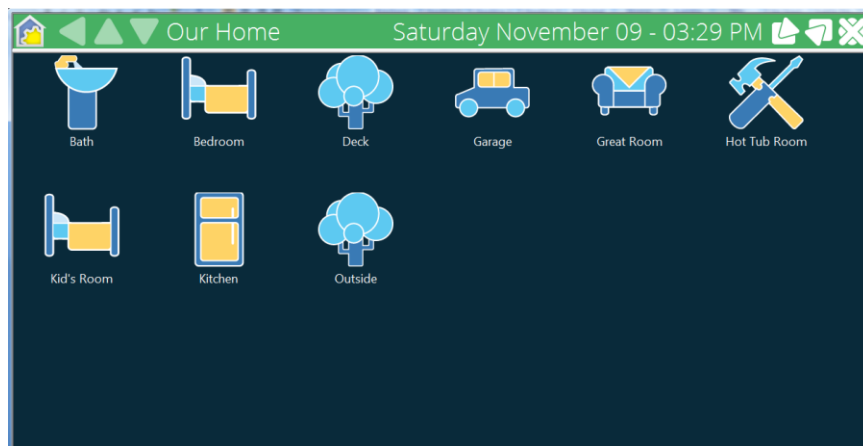 Our Home Saturday November 09 - 03:29 PM
Bath Bedroom Deck Garage Great Room Hot Tub Room
Kid's Room Kitchen Outside